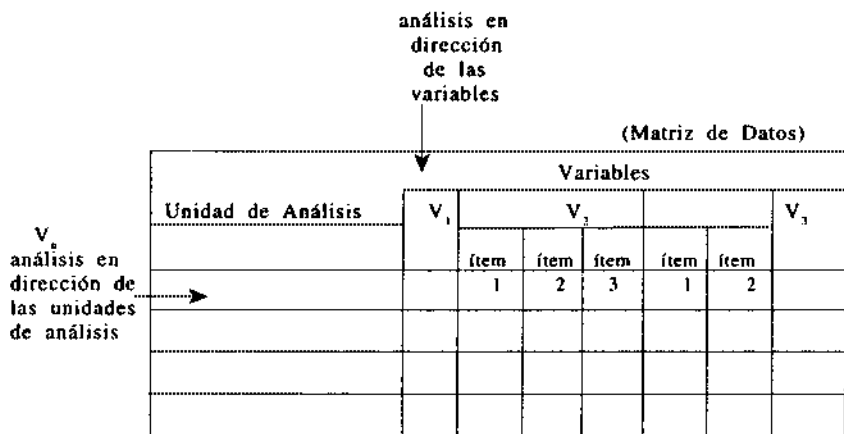 análisis en
dirección
de las
variables
(Matriz de Datos)
Variables
Unidad de Análisis
V₁
V₂
V₃
Vₙ
análisis en
dirección de
las unidades
de análisis
ítem 1
ítem 2
ítem 3
ítem 1
ítem 2